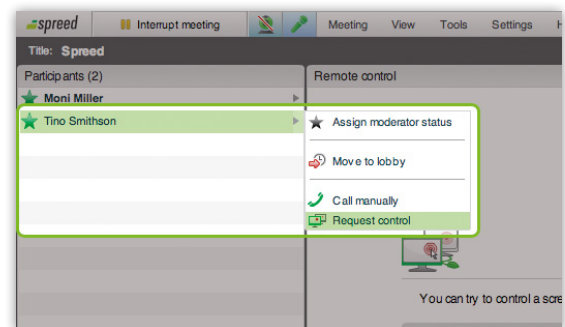 spreed Interrupt meeting Meeting View Tools Settings H
Title: Spreed
Participants (2) Remote control
Moni Miller
Tino Smithson Assign moderator status
Move to lobby
Call manually
Request control
You can try to control a scre